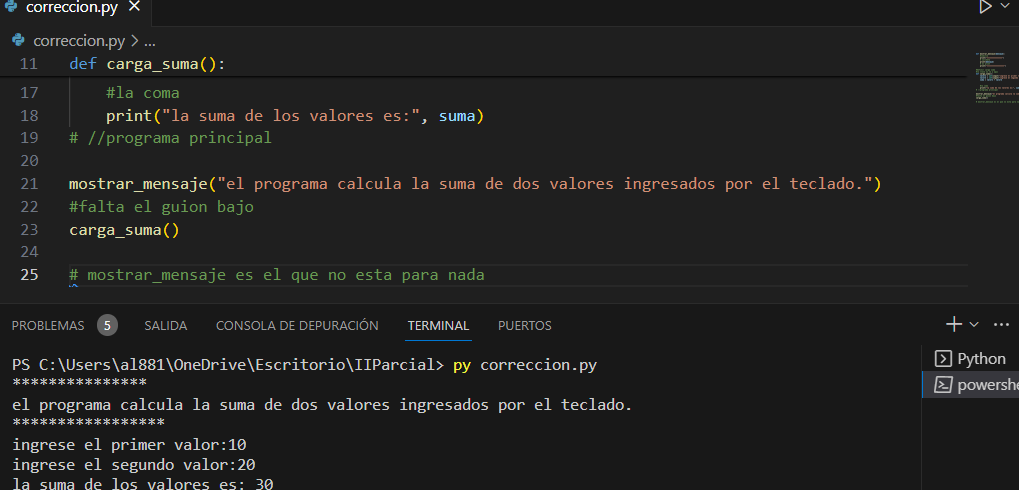 correccion.py
correccion.py > ...
11 def carga_suma():
17 #la coma
18 print("la suma de los valores es:", suma)
19 # //programa principal
20
21 mostrar_mensaje("el programa calcula la suma de dos valores ingresados por el teclado.")
22 #falta el guion bajo
23 carga_suma()
24
25 # mostrar_mensaje es el que no esta para nada
PROBLEMAS 5 SALIDA CONSOLA DE DEPURACIÓN TERMINAL PUERTOS
PS C:\Users\al881\OneDrive\Escritorio\IIParcial> py correccion.py
***************
el programa calcula la suma de dos valores ingresados por el teclado.
*****************
ingrese el primer valor:10
ingrese el segundo valor:20
la suma de los valores es: 30
Python
powershe